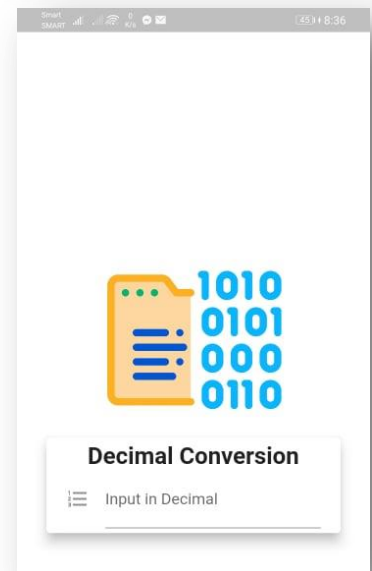 Smart
SMART
0
K/s
45
8:36
1010
0101
000
0110
Decimal Conversion
Input in Decimal